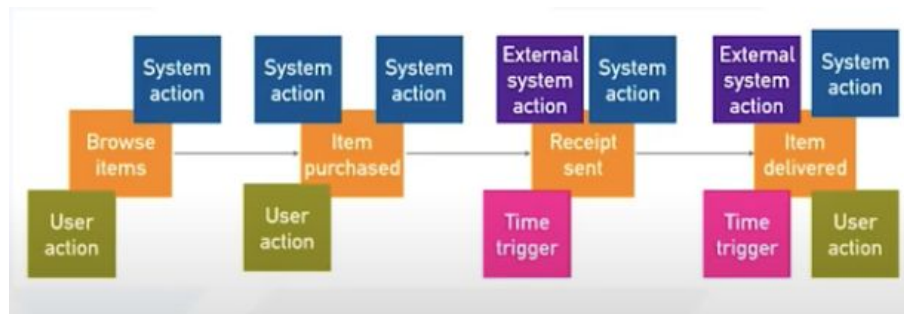 System
action
System
action
System
action
External
system
action
System
action
External
system
action
System
action
Browse
items
Item
purchased
Receipt
sent
Item
delivered
User
action
User
action
Time
trigger
Time
trigger
User
action